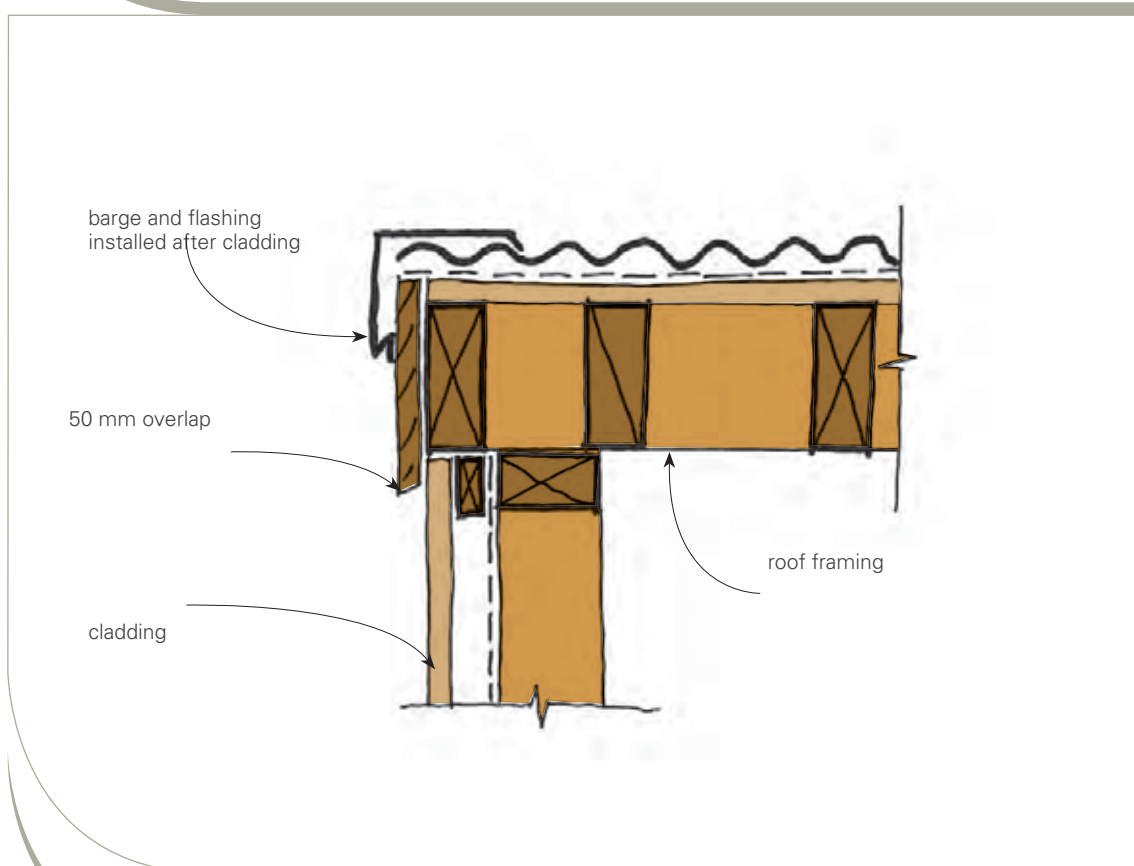 barge and flashing
installed after cladding
50 mm overlap
roof framing
cladding